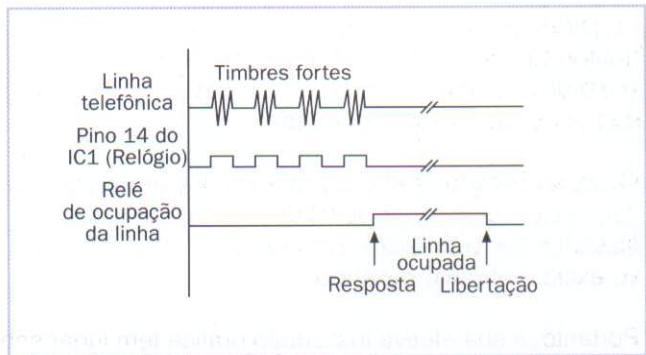 Timbres fortes
Linha
telefônica
Pino 14 do
IC1 (Relógio)
Relé
de ocupação
da linha
Linha
ocupada
Resposta
Libertação